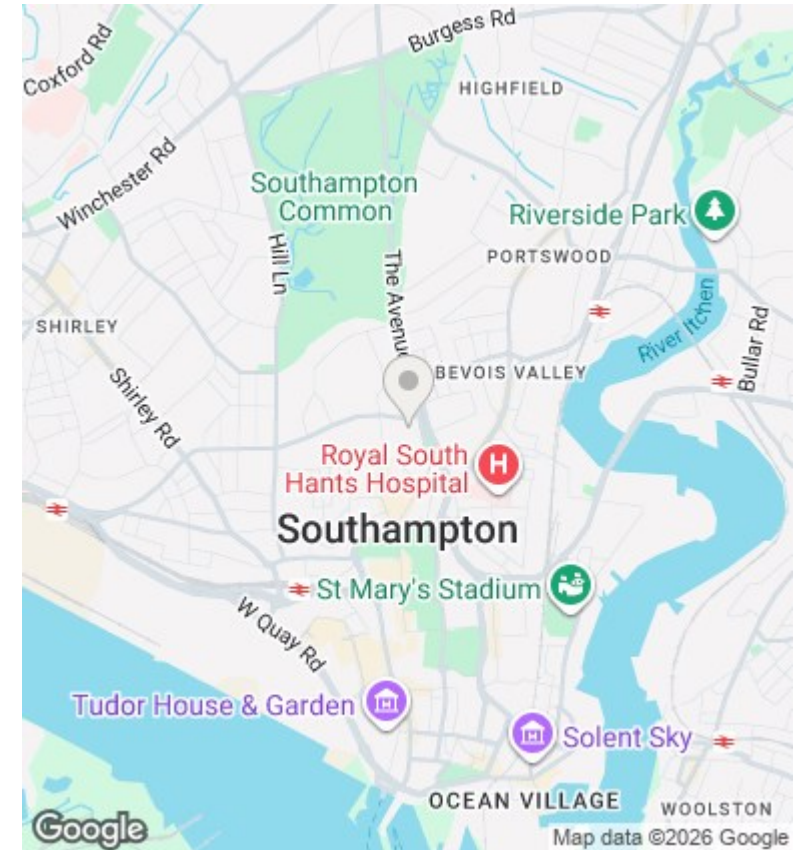 Burgess Rd
Coxford Rd
HIGHFIELD
Winchester Rd
Southampton
Common
Riverside Park
Hill Ln
The Avenue
PORTSWOOD
SHIRLEY
River Itchen
Bullar Rd
Shirley Rd
BEVOIS VALLEY
Royal South
Hants Hospital
H
Southampton
St Mary's Stadium
W Quay Rd
Tudor House & Garden
Solent Sky
OCEAN VILLAGE
WOOLSTON
Google
Map data ©2026 Google